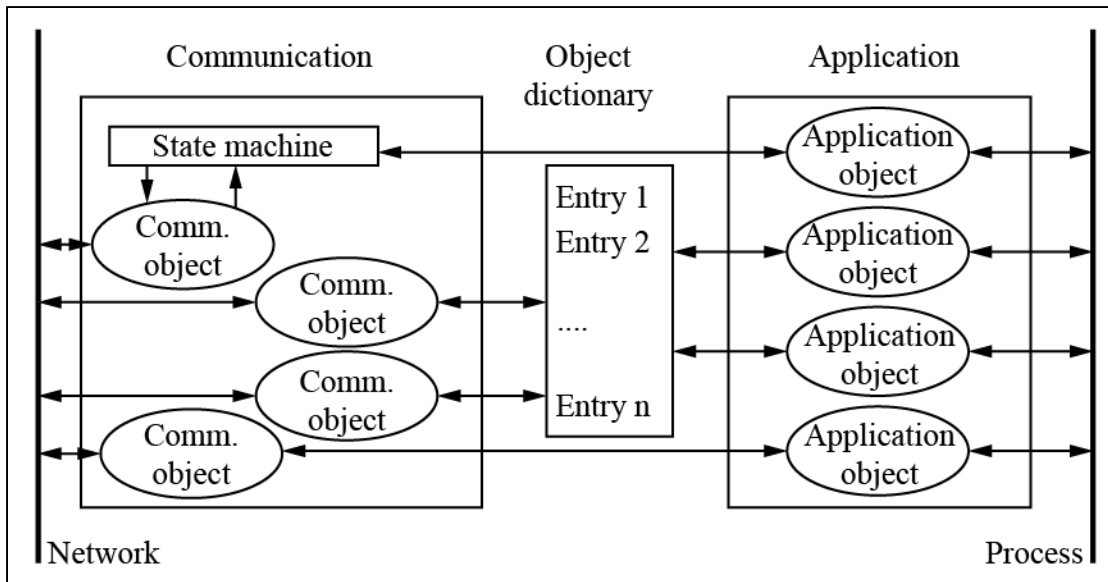 Communication
Object
dictionary
Application
State machine
Comm.
object
Comm.
object
Comm.
object
Comm.
object
Entry 1
Entry 2
....
Entry n
Application
object
Application
object
Application
object
Application
object
Network
Process